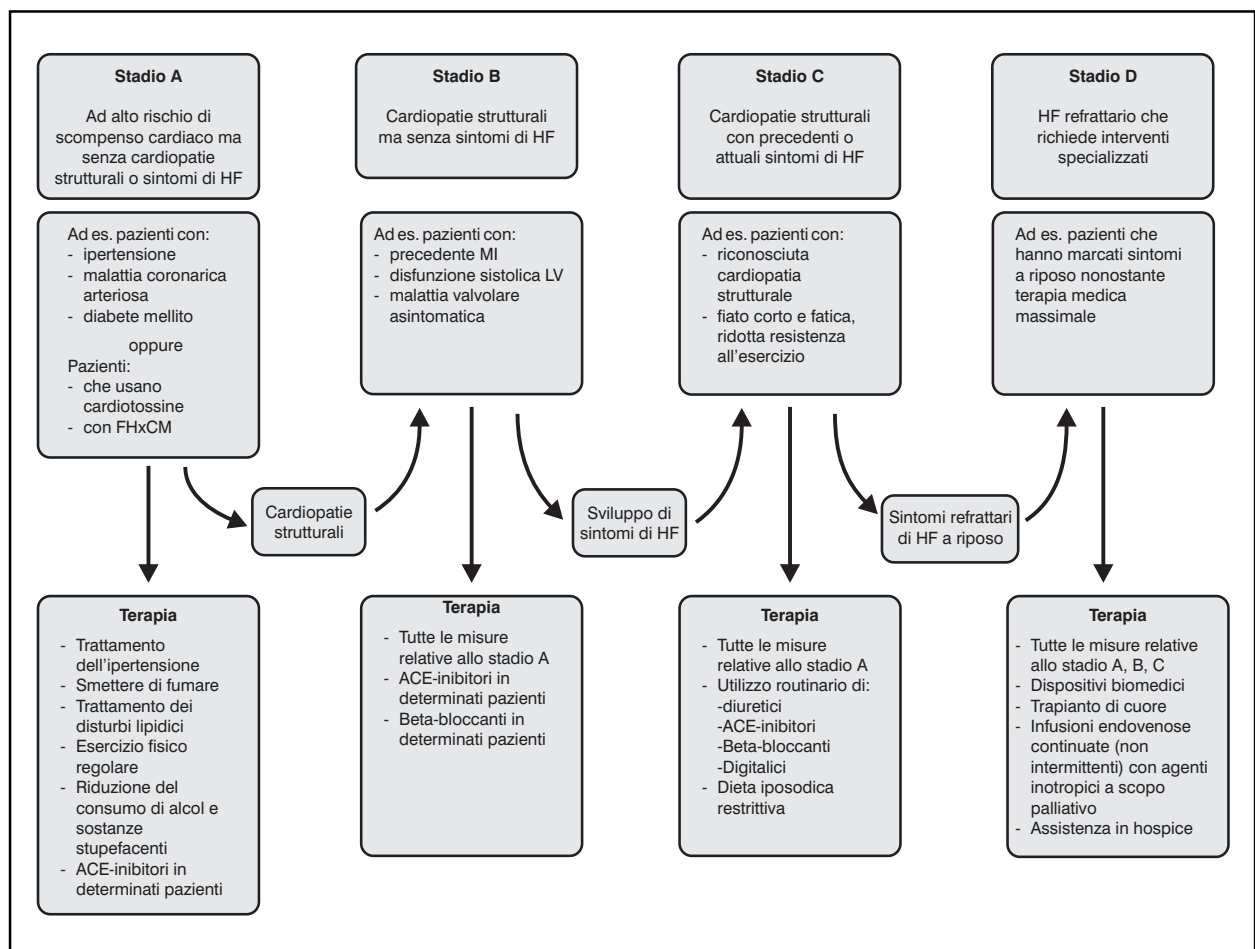 Stadio A
Ad alto rischio di
scompenso cardiaco ma
senza cardiopatie
strutturali o sintomi di HF
Ad es. pazienti con:
- ipertensione
- malattia coronarica
arteriosa
- diabete mellito
oppure
Pazienti:
- che usano
cardiotossine
- con FHxCM
Stadio B
Cardiopatie strutturali
ma senza sintomi di HF
Ad es. pazienti con:
- precedente MI
- disfunzione sistolica LV
- malattia valvolare
asintomatica
Stadio C
Cardiopatie strutturali
con precedenti o
attuali sintomi di HF
Ad es. pazienti con:
- riconosciuta
cardiopatia
strutturale
- fiato corto e fatica,
ridotta resistenza
all'esercizio
Stadio D
HF refrattario che
richiede interventi
specializzati
Ad es. pazienti che
hanno marcati sintomi
a riposo nonostante
terapia medica
massimale
Cardiopatie
strutturali
Sviluppo di
sintomi di HF
Sintomi refrattari
di HF a riposo
Terapia
- Trattamento
dell'ipertensione
- Smettere di fumare
- Trattamento dei
disturbi lipidici
- Esercizio fisico
regolare
- Riduzione del
consumo di alcol e
sostanze
stupefacenti
- ACE-inibitori in
determinati pazienti
Terapia
- Tutte le misure
relative allo stadio A
- ACE-inibitori in
determinati pazienti
- Beta-bloccanti in
determinati pazienti
Terapia
- Tutte le misure
relative allo stadio A
- Utilizzo routinario di:
-diuretici
-ACE-inibitori
-Beta-bloccanti
-Digitalici
- Dieta iposodica
restrittiva
Terapia
- Tutte le misure relative
allo stadio A, B, C
- Dispositivi biomedici
- Trapianto di cuore
- Infusioni endovenose
continuate (non
intermittenti) con agenti
inotropici a scopo
palliativo
- Assistenza in hospice